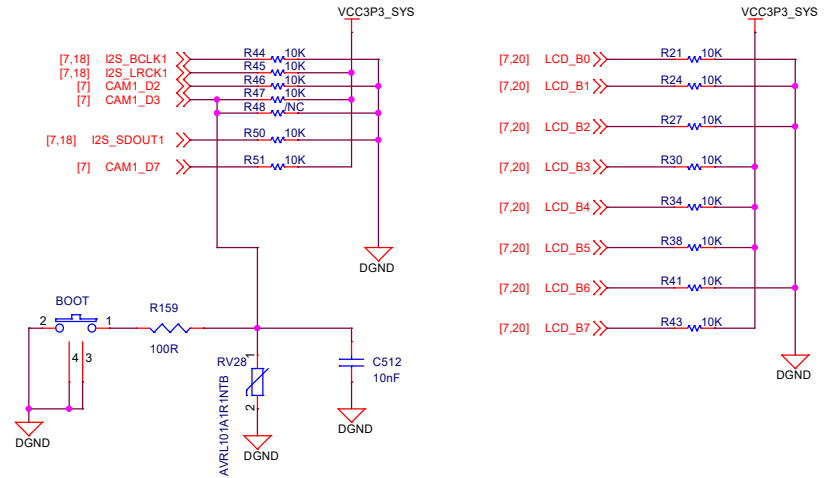 VCC3P3_SYS
[7,18] I2S_BCLK1 R44 10K
[7,18] I2S_LRCK1 R45 10K
[7] CAM1_D2 R46 10K
[7] CAM1_D3 R47 10K
R48 /NC
[7,18] I2S_SDOUT1 R50 10K
[7] CAM1_D7 R51 10K
DGND
BOOT
2 1
4 3
DGND
R159
100R
RV28
1
2
AVRL101A1R1NTB
DGND
C512
10nF
DGND
VCC3P3_SYS
[7,20] LCD_B0 R21 10K
[7,20] LCD_B1 R24 10K
[7,20] LCD_B2 R27 10K
[7,20] LCD_B3 R30 10K
[7,20] LCD_B4 R34 10K
[7,20] LCD_B5 R38 10K
[7,20] LCD_B6 R41 10K
[7,20] LCD_B7 R43 10K
DGND